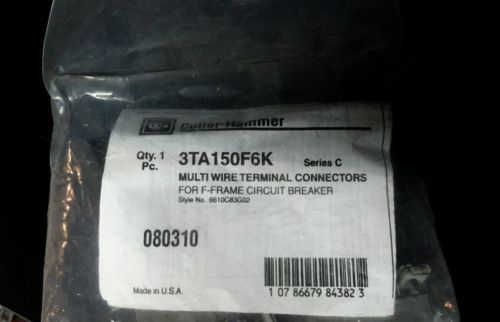 Cutler-Hammer
Qty. 1 Pc.
3TA150F6K Series C
MULTI WIRE TERMINAL CONNECTORS
FOR F-FRAME CIRCUIT BREAKER
Style No. 6610C83G02
080310
Made in U.S.A.
1 07 86679 84382 3